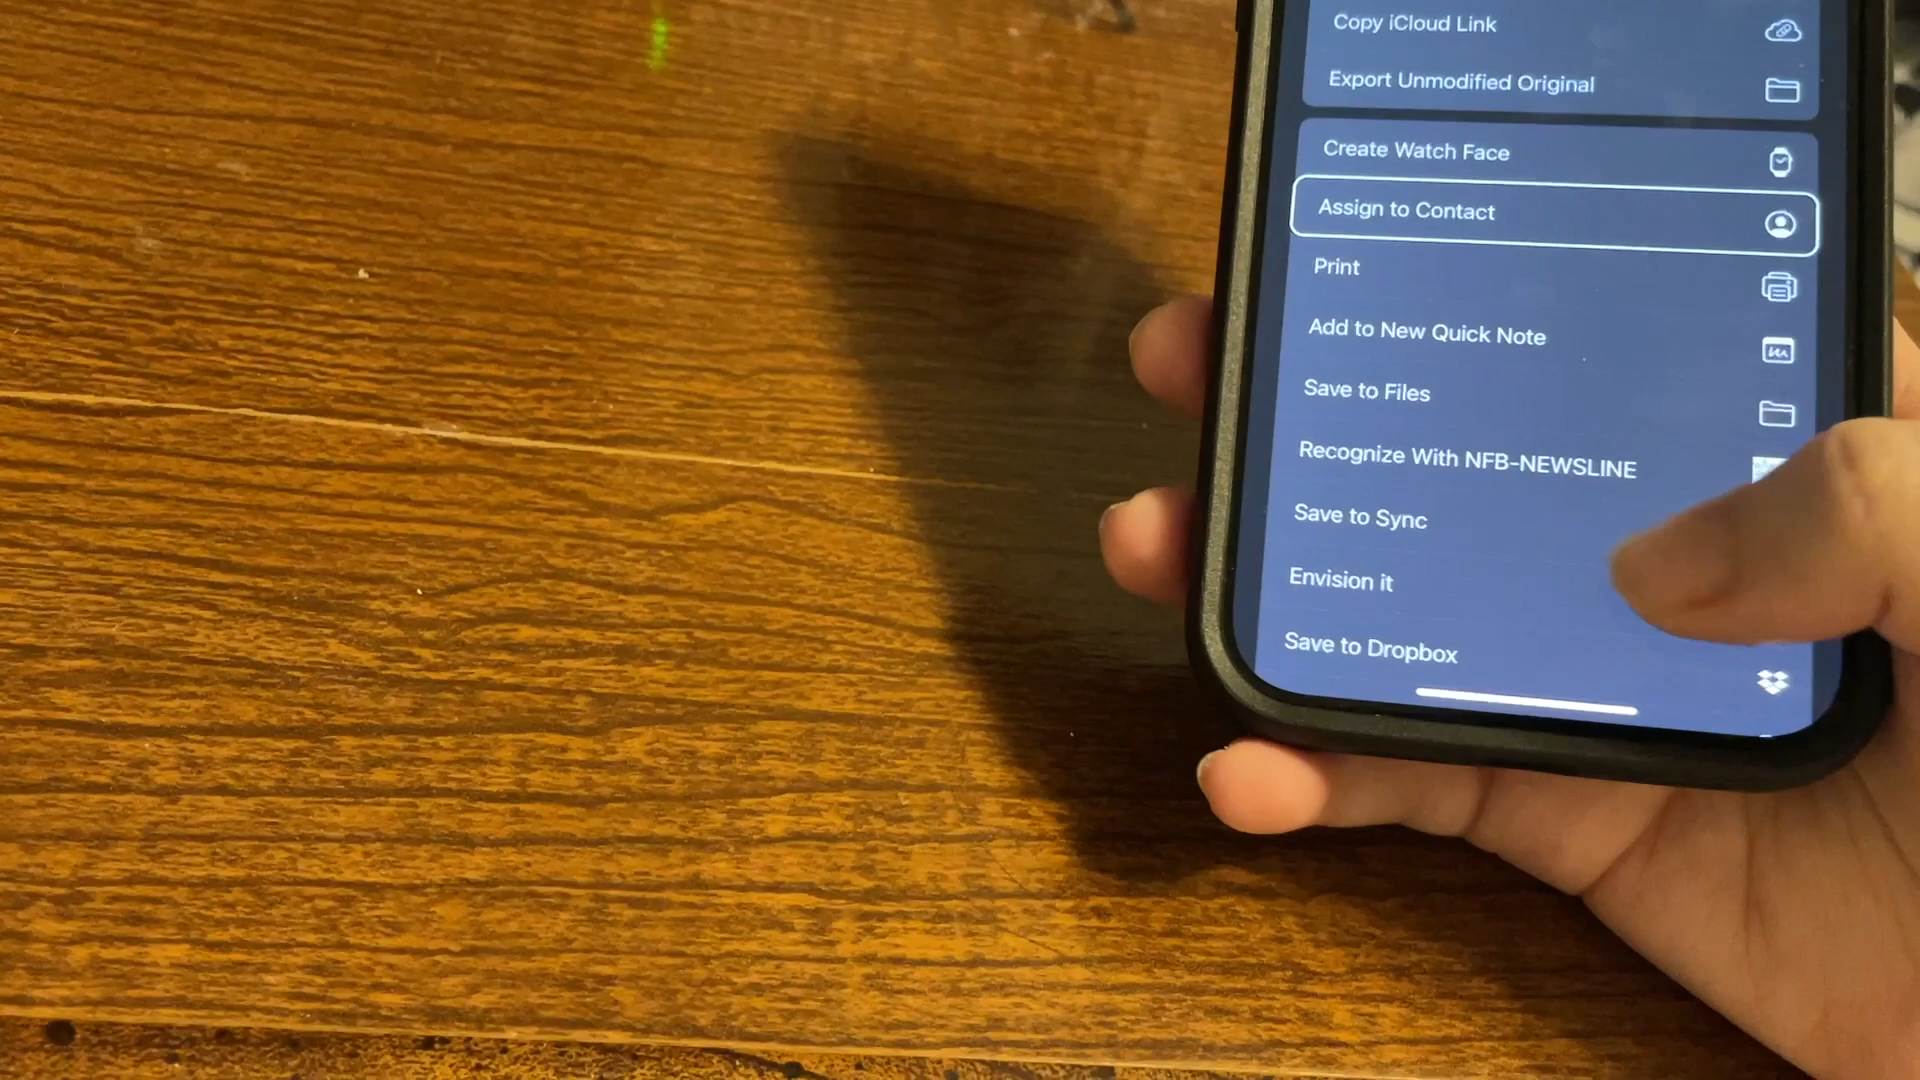 Copy iCloud Link
Export Unmodified Original
Create Watch Face
Assign to Contact
Print
Add to New Quick Note
Save to Files
Recognize With NFB-NEWSLINE
Save to Sync
Envision it
Save to Dropbox